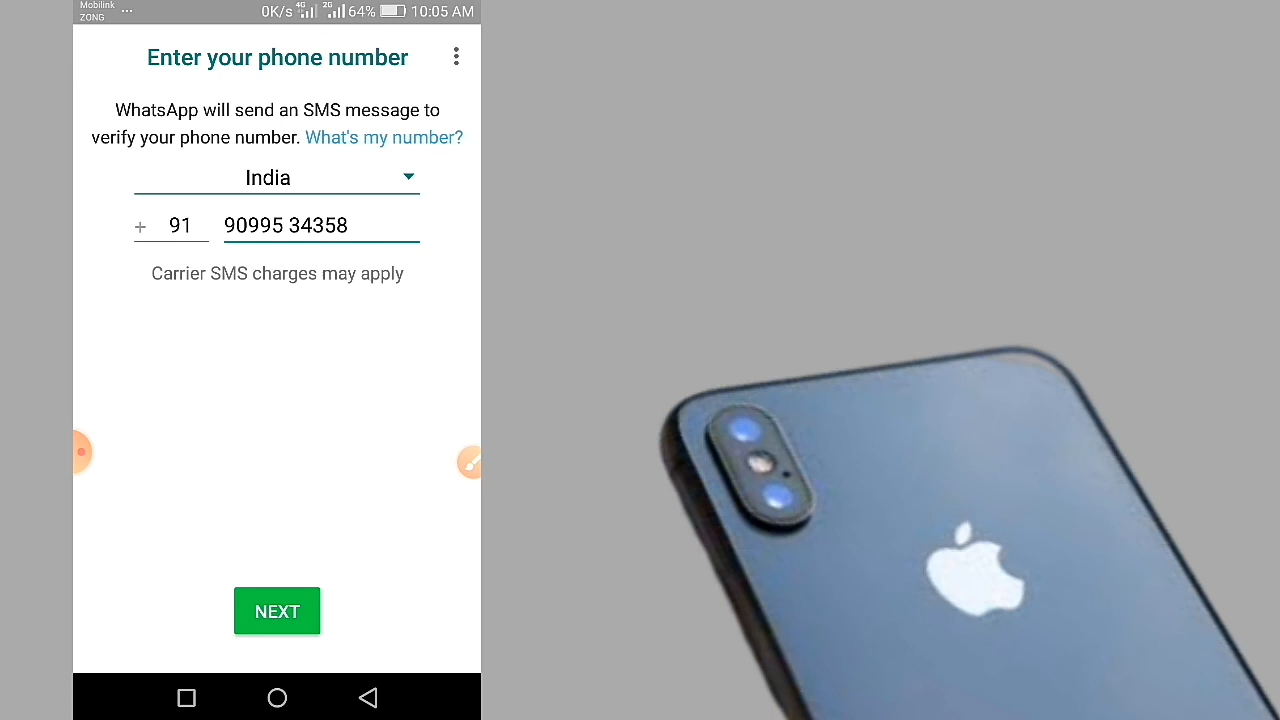 Mobilink ...
ZONG
0K/s 4G 2G 64% 10:05 AM
Enter your phone number
WhatsApp will send an SMS message to
verify your phone number. What's my number?
India
+ 91 90995 34358
Carrier SMS charges may apply
NEXT